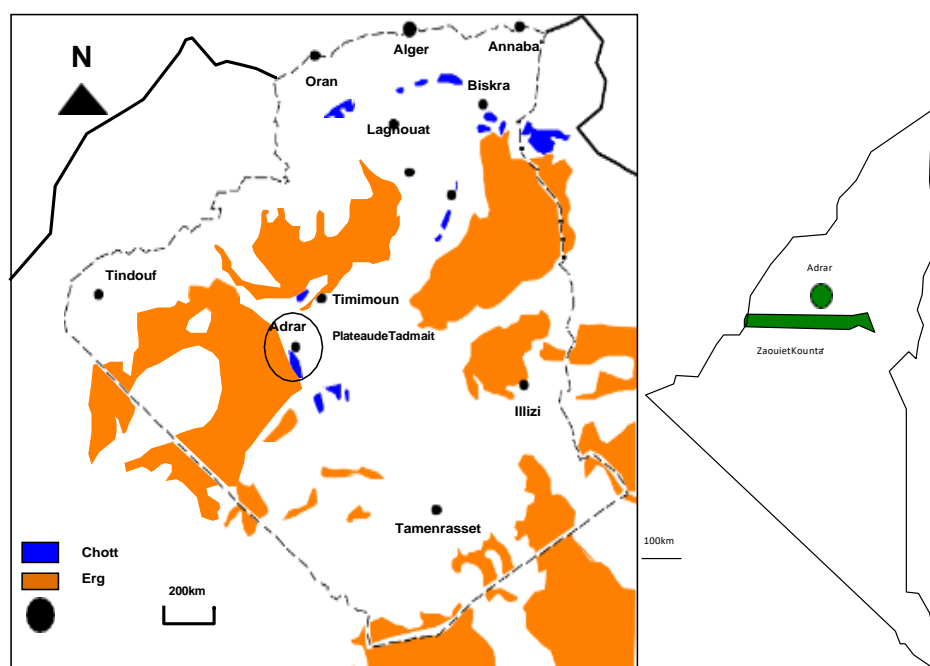 N
Alger
Annaba
Oran
Biskra
Laghouat
Tindouf
Timimoun
Adrar
PlateaudeTadmait
Illizi
Tamenrasset
Chott
Erg
200km
Adrar
ZaouietKounta
100km